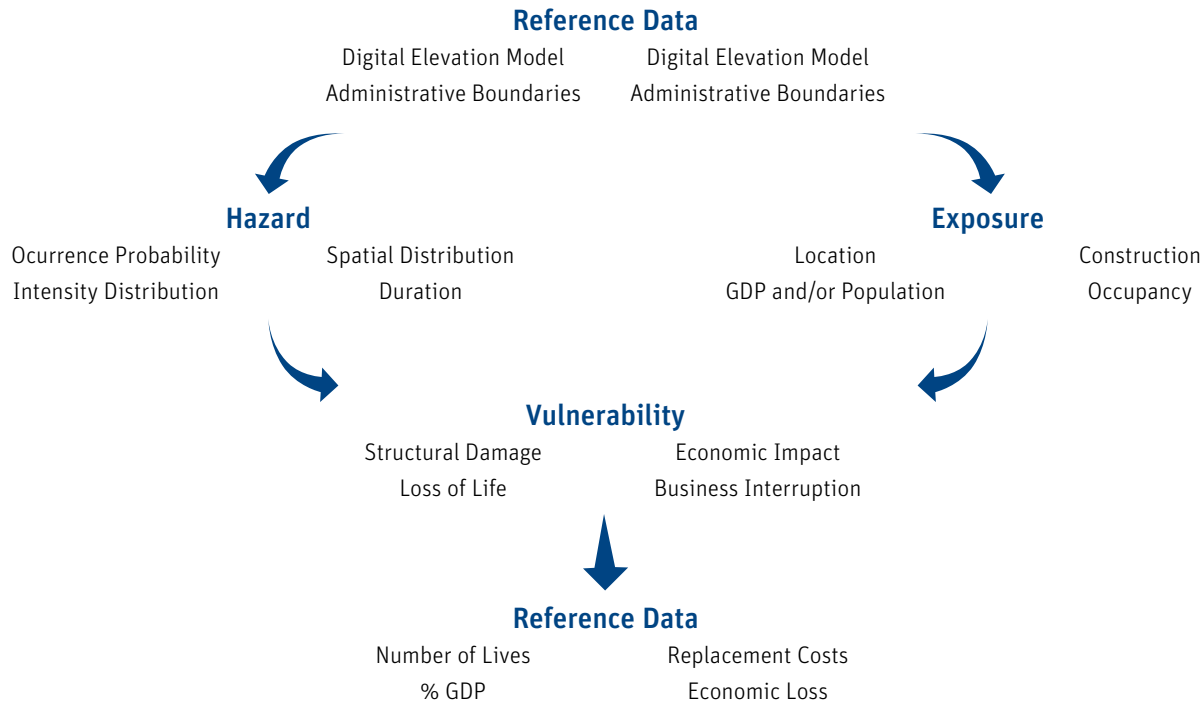 Reference Data
Digital Elevation Model Digital Elevation Model
Administrative Boundaries Administrative Boundaries
Hazard
Ocurrence Probability Spatial Distribution
Intensity Distribution Duration
Exposure
Location Construction
GDP and/or Population Occupancy
Vulnerability
Structural Damage Economic Impact
Loss of Life Business Interruption
Reference Data
Number of Lives Replacement Costs
% GDP Economic Loss